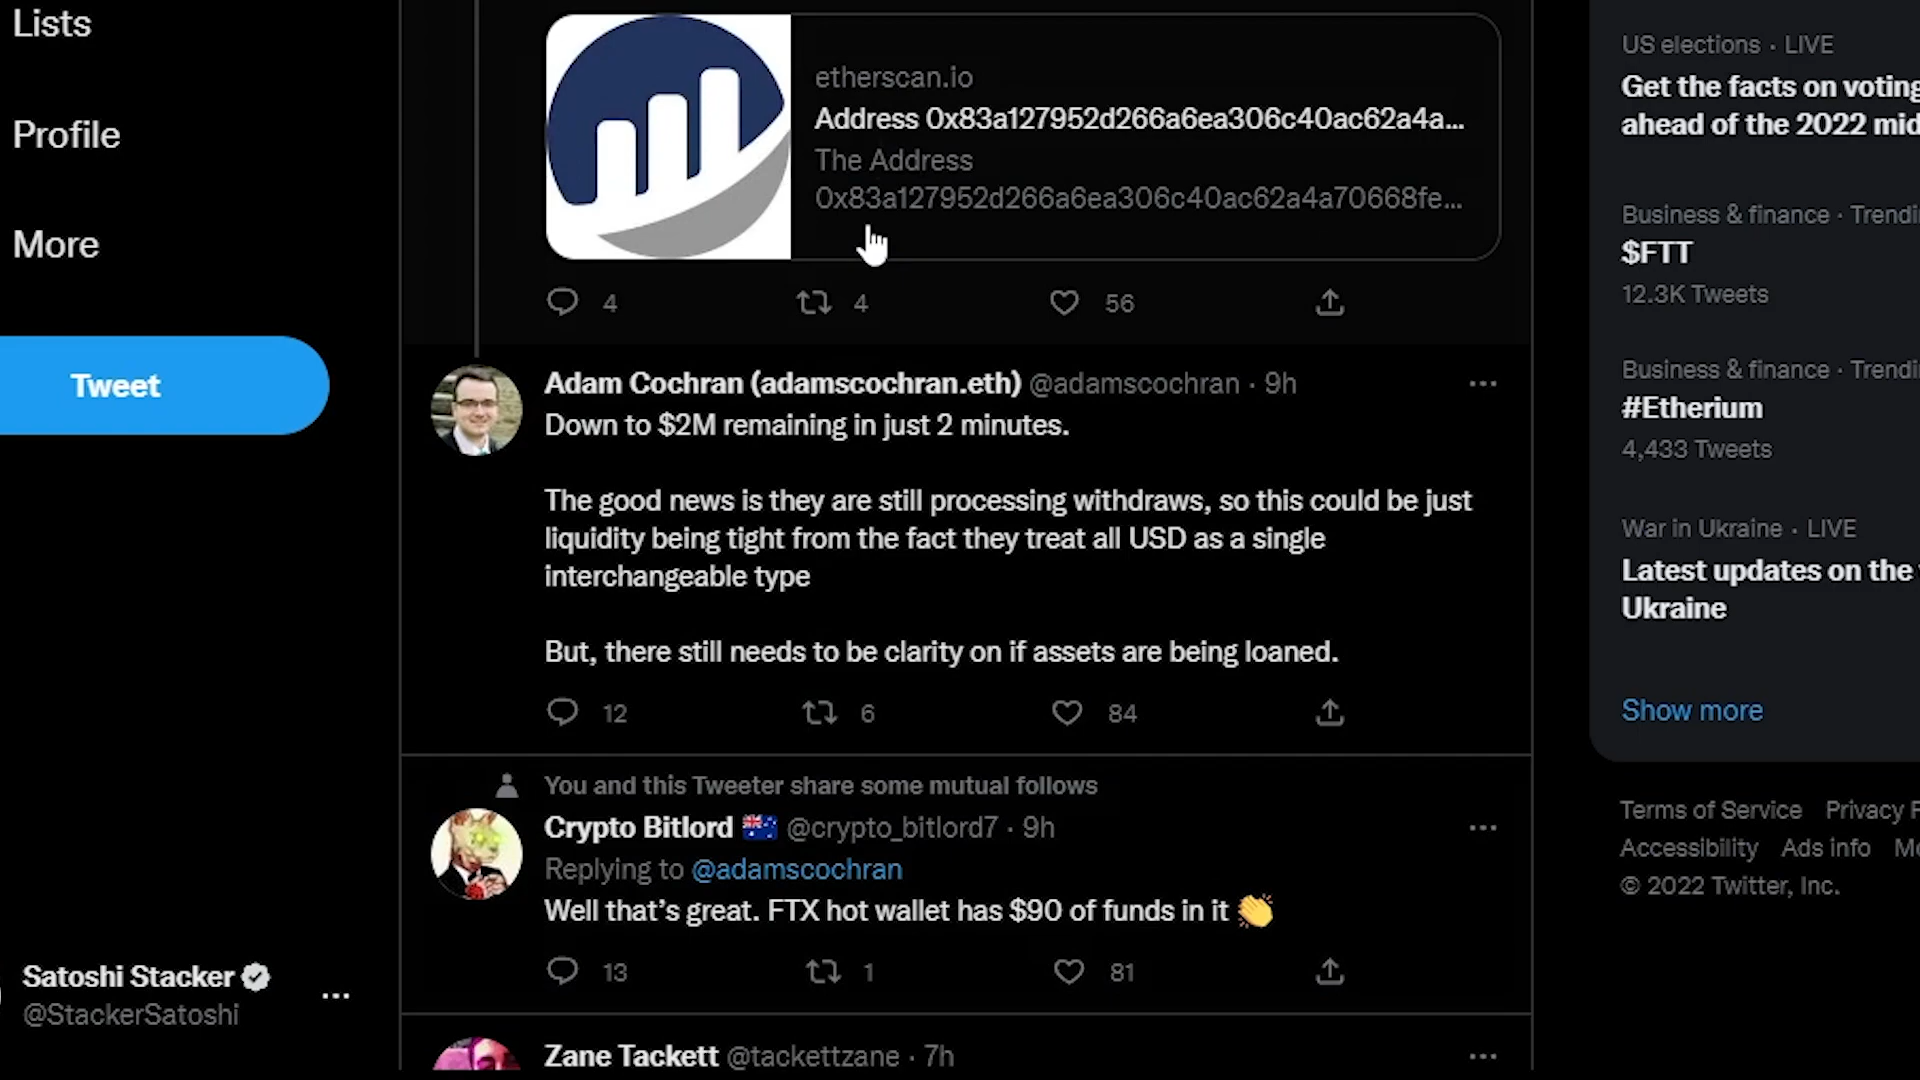 Lists
Profile
More
Tweet
Satoshi Stacker
@StackerSatoshi
etherscan.io
Address 0x83a127952d266a6ea306c40ac62a4a...
The Address
0x83a127952d266a6ea306c40ac62a4a70668fe...
4 4 56
Adam Cochran (adamscochran.eth) @adamscochran · 9h
Down to $2M remaining in just 2 minutes.
The good news is they are still processing withdraws, so this could be just
liquidity being tight from the fact they treat all USD as a single
interchangeable type
But, there still needs to be clarity on if assets are being loaned.
12 6 84
You and this Tweeter share some mutual follows
Crypto Bitlord 🇦🇺 @crypto_bitlord7 · 9h
Replying to @adamscochran
Well that's great. FTX hot wallet has $90 of funds in it 👏
13 1 81
Zane Tackett @tackettzane · 7h
US elections · LIVE
Get the facts on voting
ahead of the 2022 mid
Business & finance · Trendi
$FTT
12.3K Tweets
Business & finance · Trendi
#Etherium
4,433 Tweets
War in Ukraine · LIVE
Latest updates on the
Ukraine
Show more
Terms of Service Privacy
Accessibility Ads info
© 2022 Twitter, Inc.